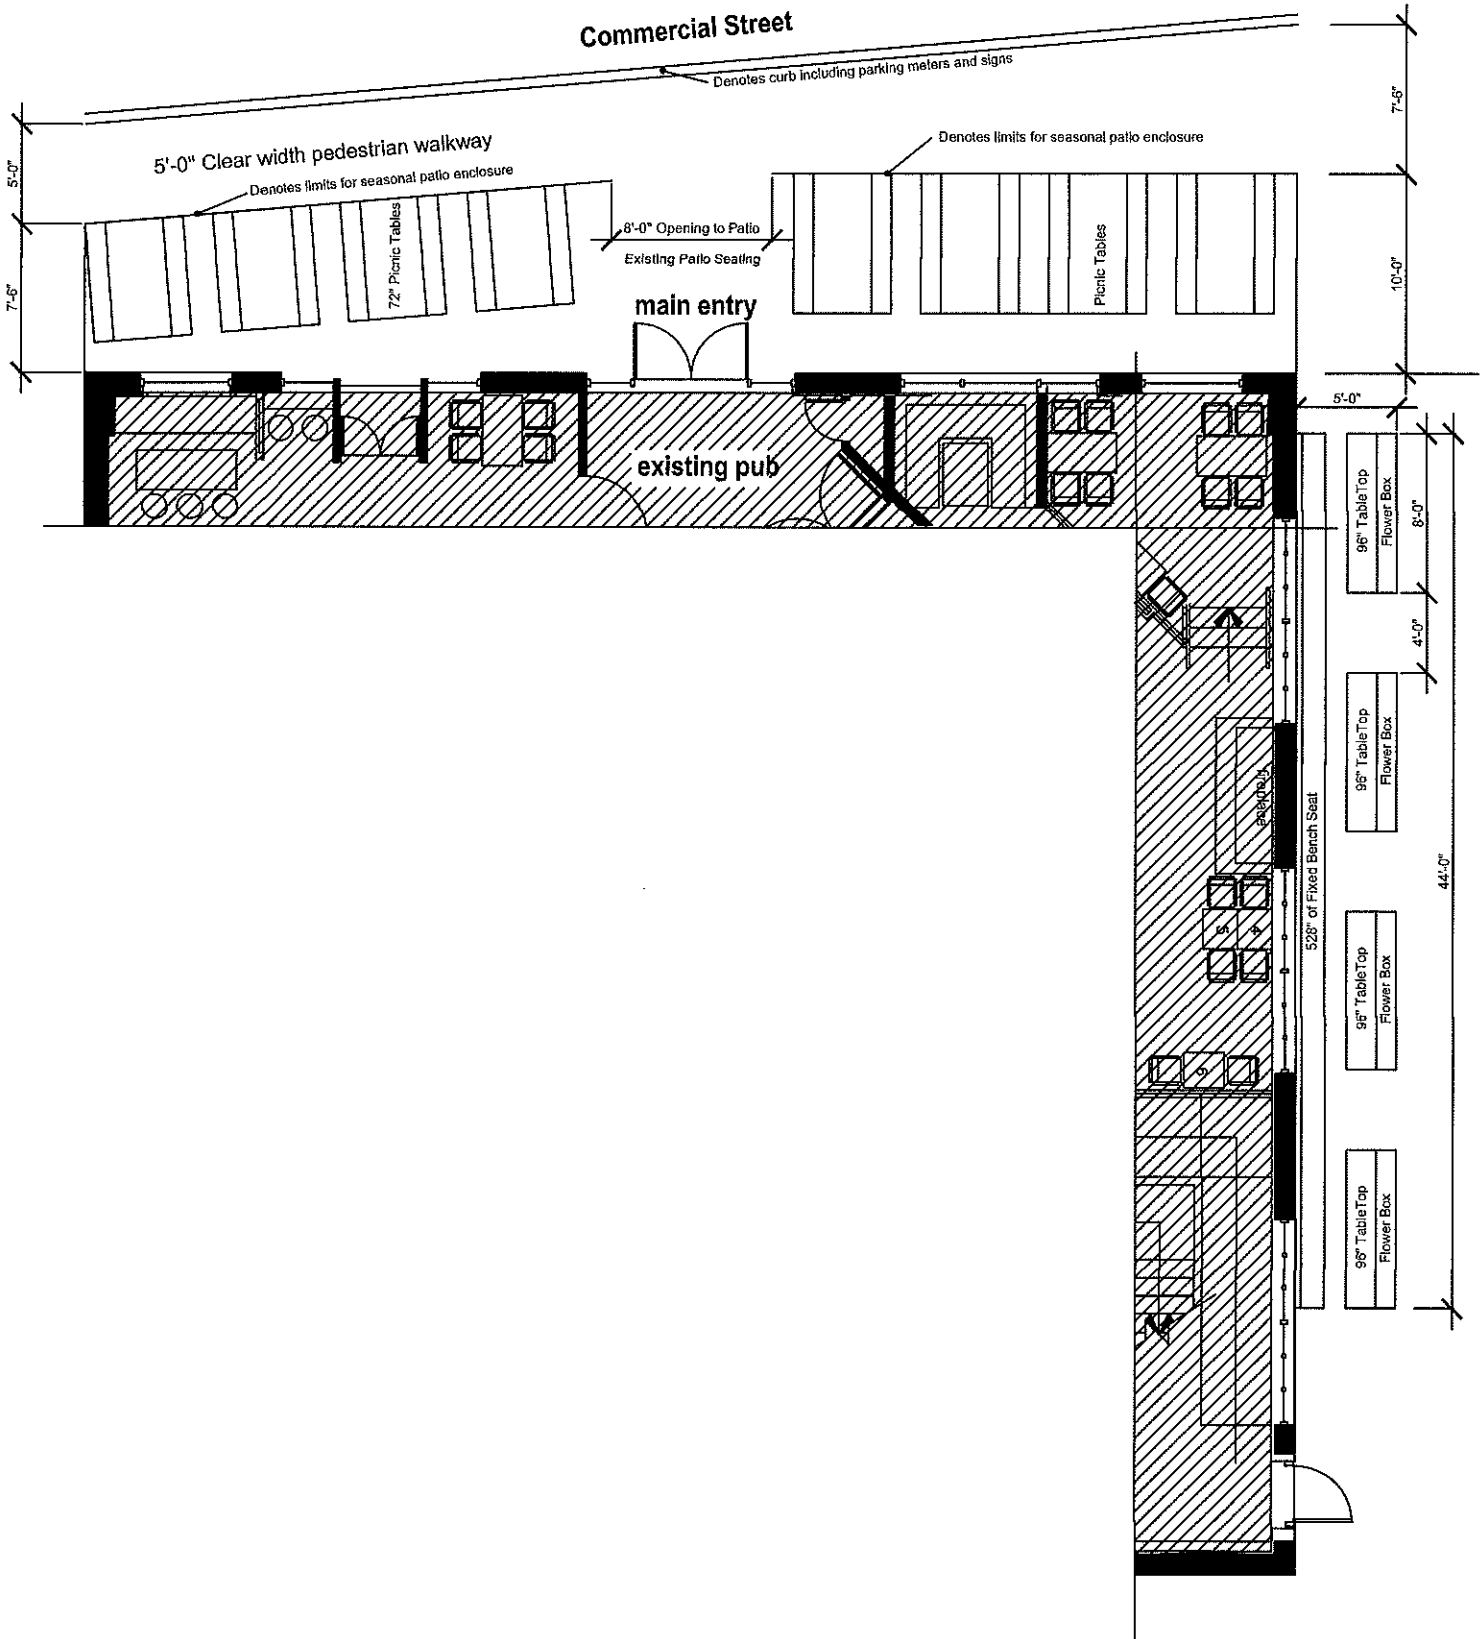 Commercial Street
Denotes curb including parking meters and signs
7'-6"
5'-0"
5'-0" Clear width pedestrian walkway
Denotes limits for seasonal patio enclosure
Denotes limits for seasonal patio enclosure
7'-6"
72" Picnic Tables
8'-0" Opening to Patio
Existing Patio Seating
Picnic Tables
10'-0"
main entry
5'-0"
existing pub
96" TableTop
Flower Box
8'-0"
4'-0"
96" TableTop
Flower Box
Fireplace
528" of Fixed Bench Seat
44'-0"
5
4
96" TableTop
Flower Box
6
96" TableTop
Flower Box